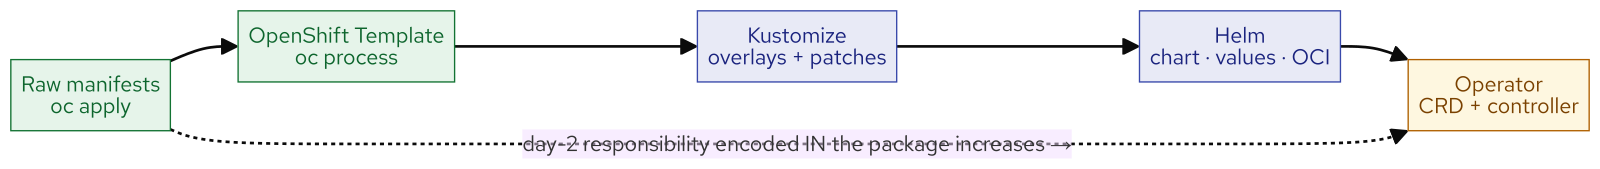 Raw manifests
oc apply
OpenShift Template
oc process
Kustomize
overlays + patches
Helm
chart · values · OCI
Operator
CRD + controller
day-2 responsibility encoded IN the package increases →